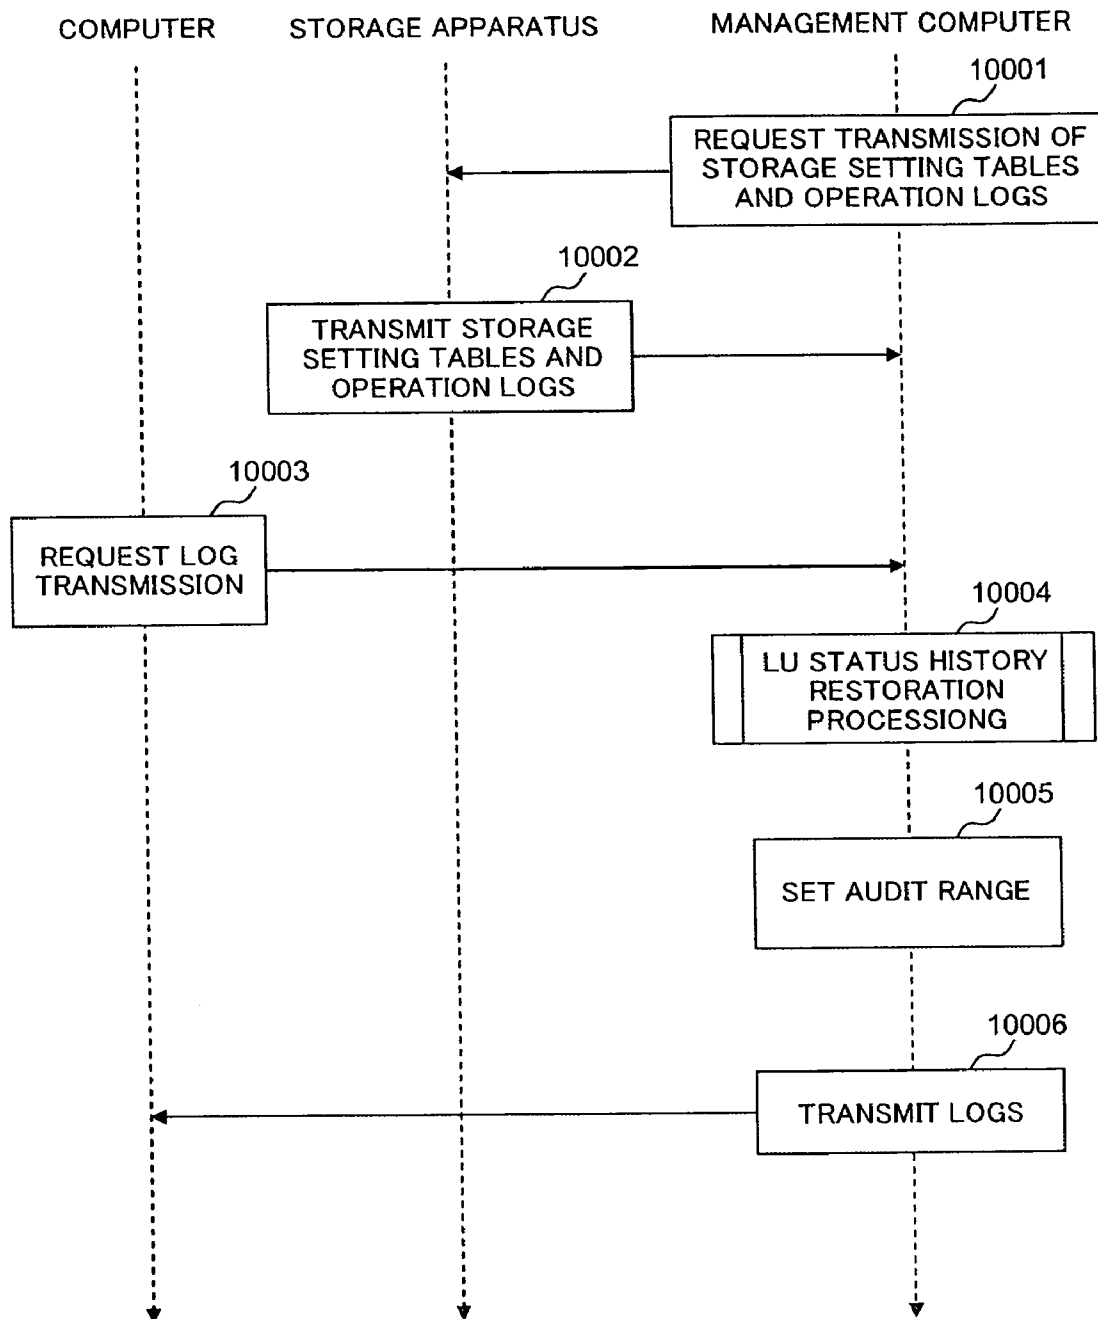 COMPUTER
STORAGE APPARATUS
MANAGEMENT COMPUTER
10001
REQUEST TRANSMISSION OF
STORAGE SETTING TABLES
AND OPERATION LOGS
10002
TRANSMIT STORAGE
SETTING TABLES AND
OPERATION LOGS
10003
REQUEST LOG
TRANSMISSION
10004
LU STATUS HISTORY
RESTORATION
PROCESSIONG
10005
SET AUDIT RANGE
10006
TRANSMIT LOGS